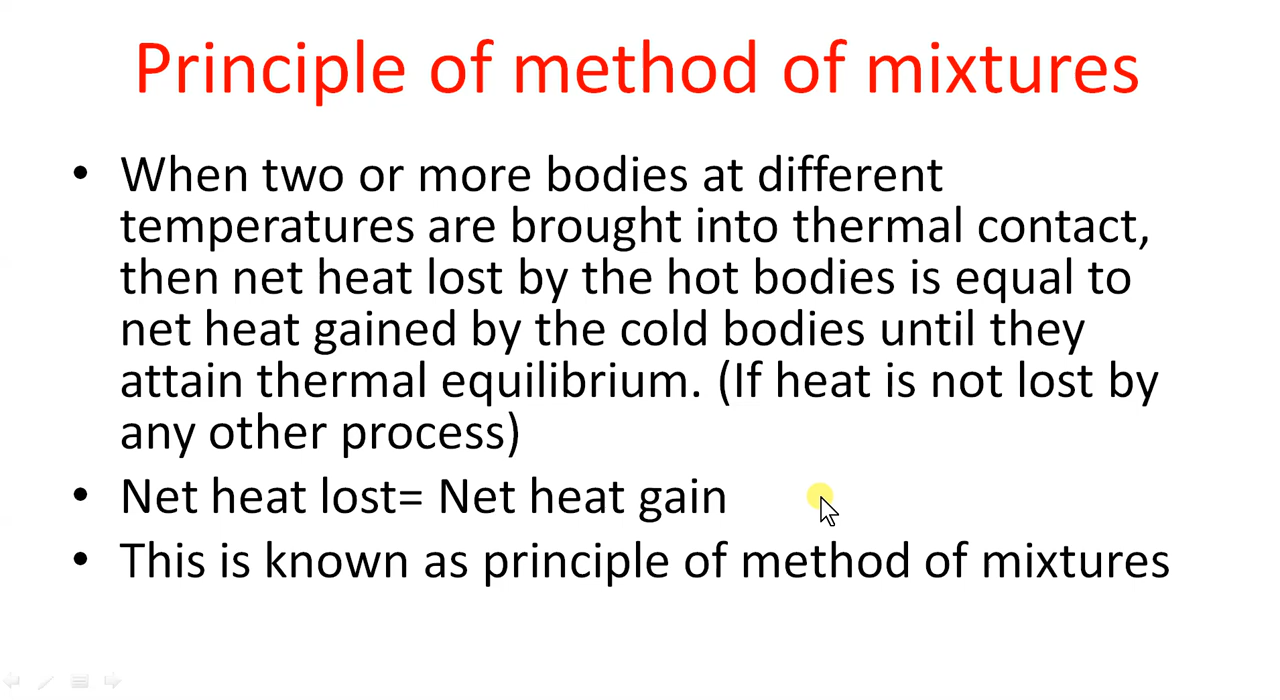 Principle of method of mixtures
• When two or more bodies at different
temperatures are brought into thermal contact,
then net heat lost by the hot bodies is equal to
net heat gained by the cold bodies until they
attain thermal equilibrium. (If heat is not lost by
any other process)
• Net heat lost= Net heat gain
• This is known as principle of method of mixtures